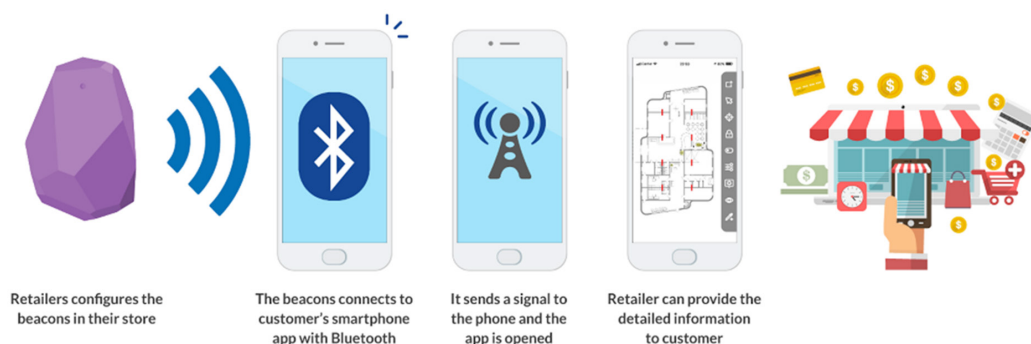 Retailers configures the
beacons in their store
The beacons connects to
customer's smartphone
app with Bluetooth
It sends a signal to
the phone and the
app is opened
Retailer can provide the
detailed information
to customer